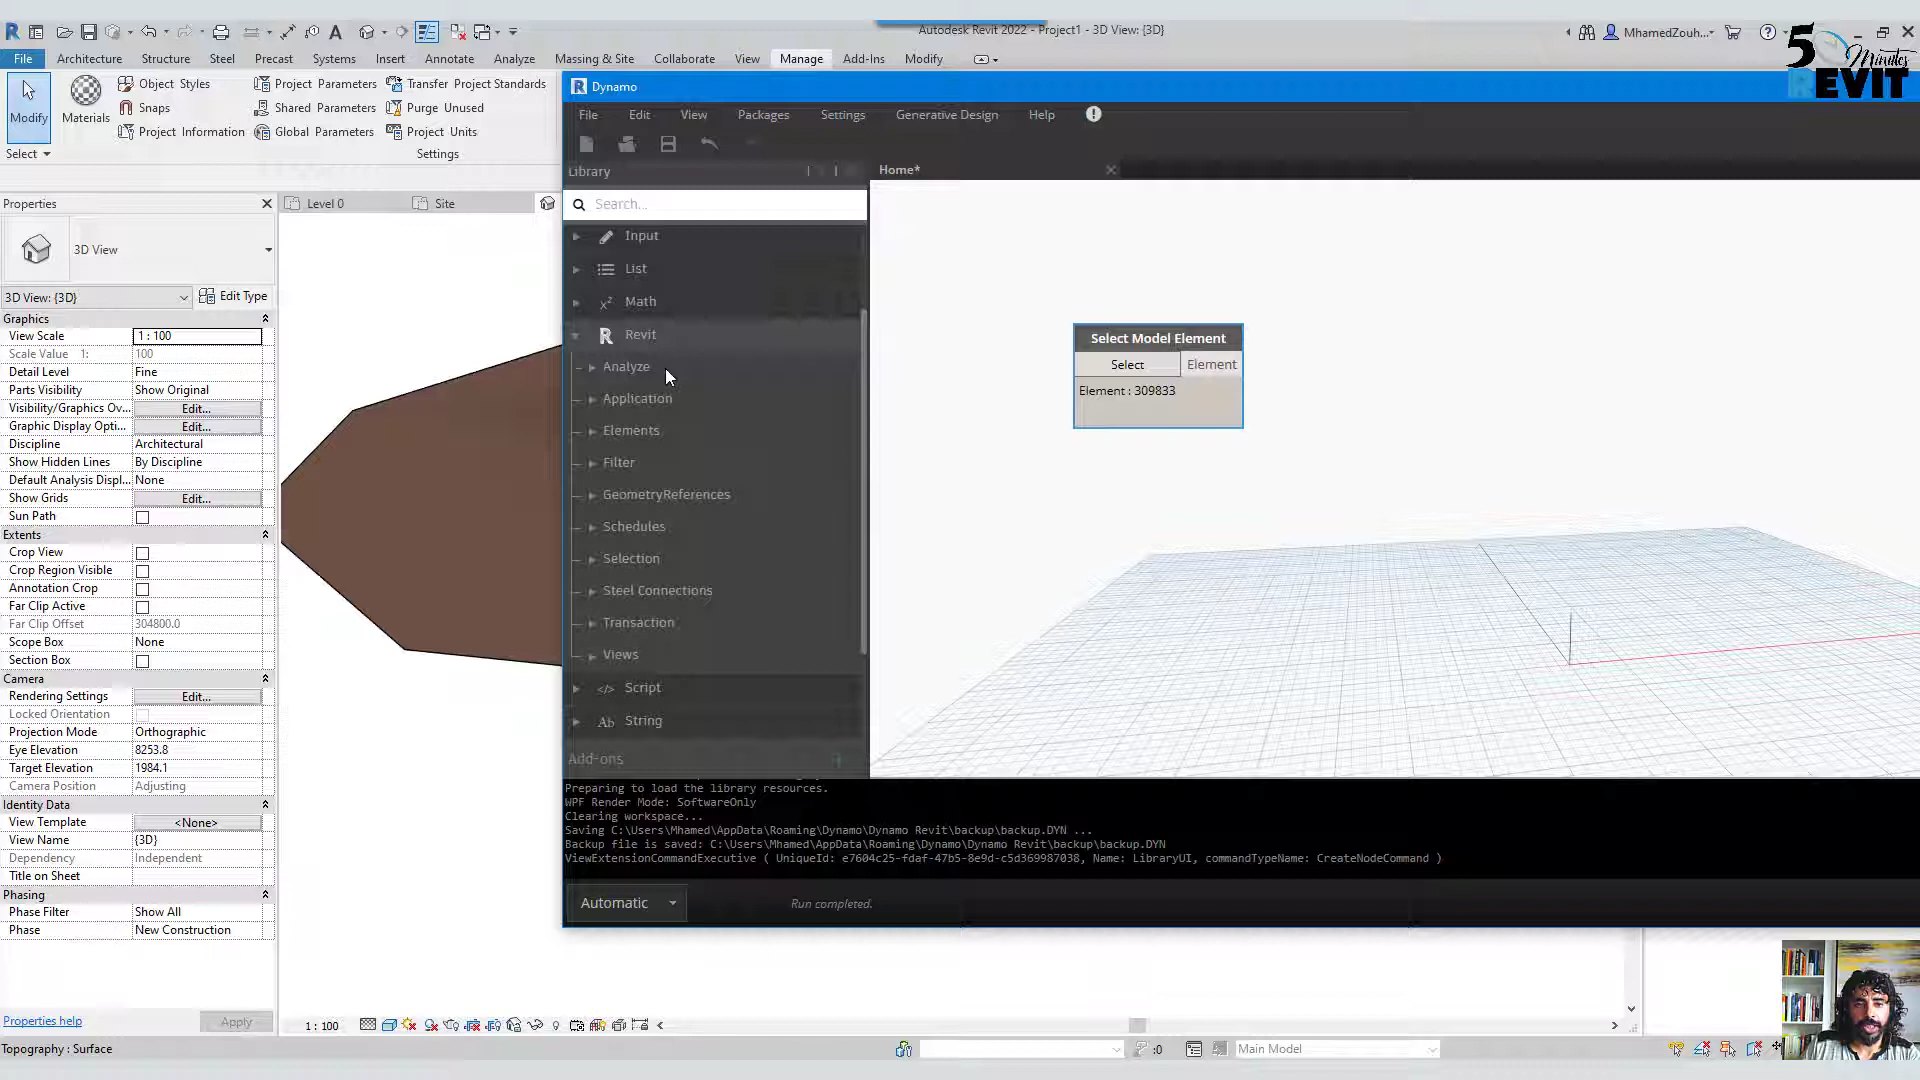 Autodesk Revit 2022 - Project1 - 3D View: {3D}
MhamedZouh...
5 Minutes
REVIT
File Architecture Structure Steel Precast Systems Insert Annotate Analyze Massing & Site Collaborate View Manage Add-Ins Modify
Modify
Materials
Object Styles
Snaps
Project Information
Project Parameters
Shared Parameters
Global Parameters
Transfer Project Standards
Purge Unused
Project Units
Select
Settings
Properties
3D View
3D View: {3D}
Edit Type
Graphics
View Scale 1 : 100
Scale Value 1: 100
Detail Level Fine
Parts Visibility Show Original
Visibility/Graphics Ov... Edit...
Graphic Display Opti... Edit...
Discipline Architectural
Show Hidden Lines By Discipline
Default Analysis Displ... None
Show Grids Edit...
Sun Path
Extents
Crop View
Crop Region Visible
Annotation Crop
Far Clip Active
Far Clip Offset 304800.0
Scope Box None
Section Box
Camera
Rendering Settings Edit...
Locked Orientation
Projection Mode Orthographic
Eye Elevation 8253.8
Target Elevation 1984.1
Camera Position Adjusting
Identity Data
View Template <None>
View Name {3D}
Dependency Independent
Title on Sheet
Phasing
Phase Filter Show All
Phase New Construction
Properties help
Apply
Level 0
Site
Dynamo
File Edit View Packages Settings Generative Design Help
Library
Home*
Search...
Input
List
Math
Revit
Analyze
Application
Elements
Filter
GeometryReferences
Schedules
Selection
Steel Connections
Transaction
Views
Script
String
Add-ons
Select Model Element
Select Element
Element : 309833
Preparing to load the library resources.
WPF Render Mode: SoftwareOnly
Clearing workspace...
Saving C:\Users\Mhamed\AppData\Roaming\Dynamo\Dynamo Revit\backup\backup.DYN ...
Backup file is saved: C:\Users\Mhamed\AppData\Roaming\Dynamo\Dynamo Revit\backup\backup.DYN
ViewExtensionCommandExecutive ( UniqueId: e7604c25-fdaf-47b5-8e9d-c5d369987038, Name: LibraryUI, commandTypeName: CreateNodeCommand )
Automatic
Run completed.
1 : 100
Topography : Surface
:0
Main Model